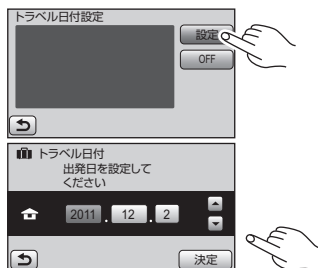 トラベル日付設定
設定
OFF
トラベル日付
出発日を設定して
ください
2011 . 12 . 2
決定